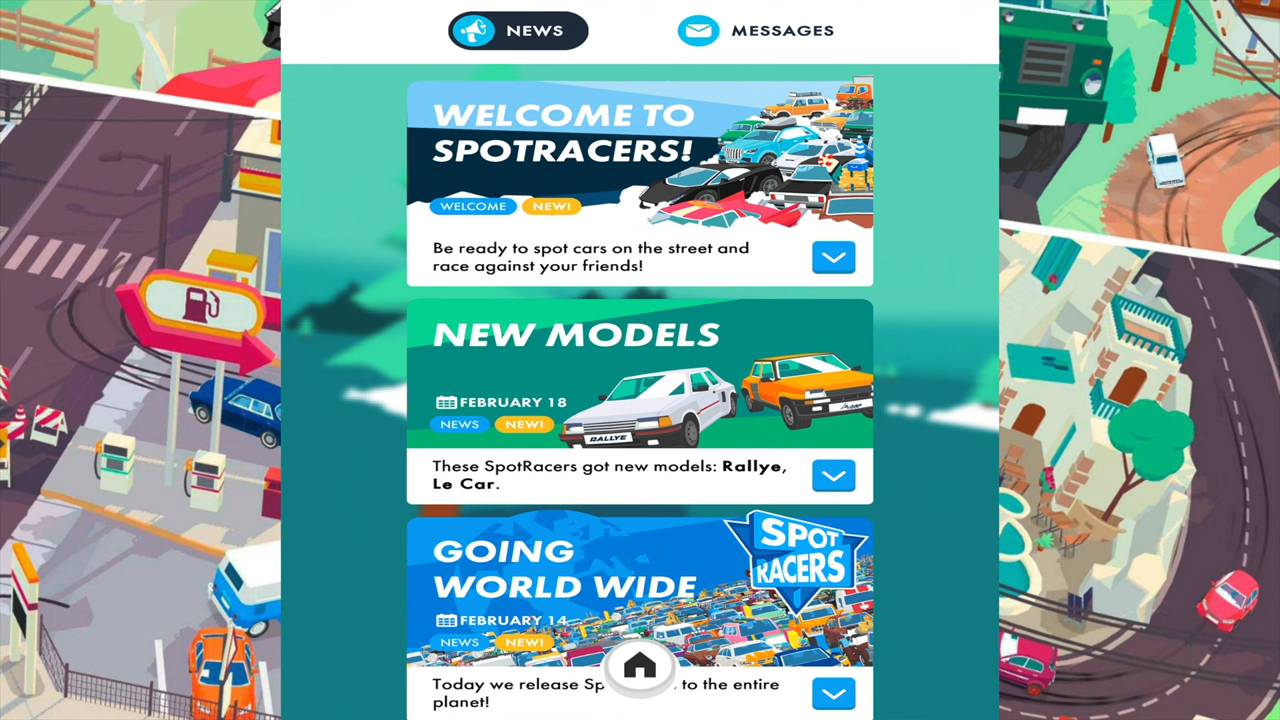 NEWS
MESSAGES
WELCOME TO
SPOTRACERS!
WELCOME
NEW!
Be ready to spot cars on the street and
race against your friends!
NEW MODELS
FEBRUARY 18
NEWS
NEW!
RALLYE
These SpotRacers got new models: Rallye,
Le Car.
GOING
WORLD WIDE
SPOT
RACERS
FEBRUARY 14
NEWS
NEW!
Today we release Sp to the entire
planet!